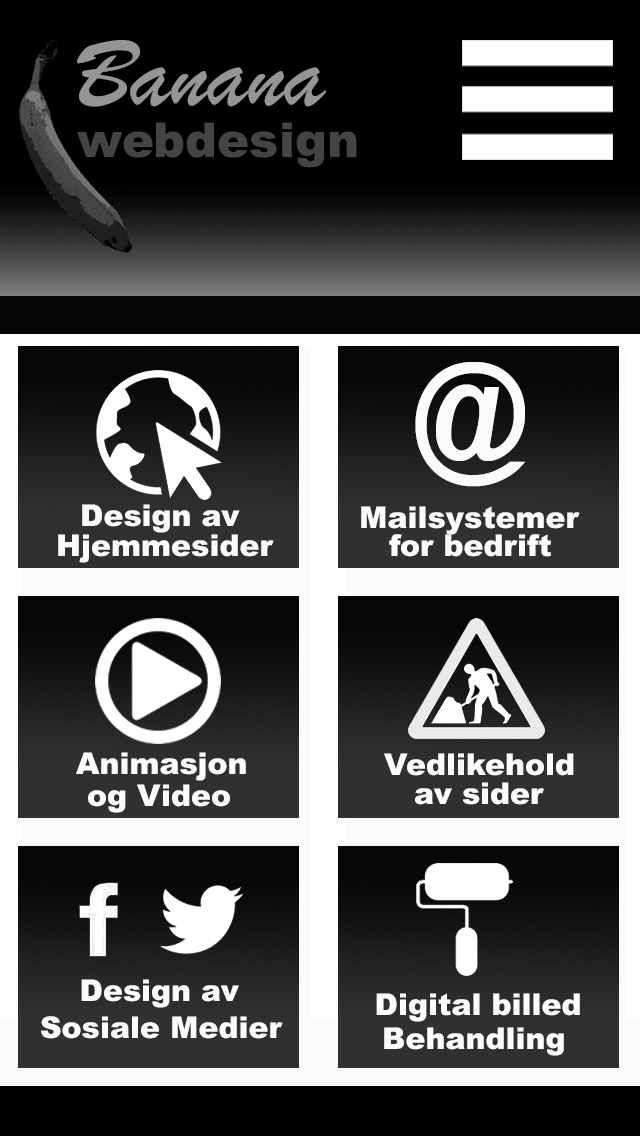 Banana
webdesign
Design av
Hjemmesider
@
Mailsystemer
for bedrift
Animasjon
og Video
Vedlikehold
av sider
f
Design av
Sosiale Medier
Digital billed
Behandling